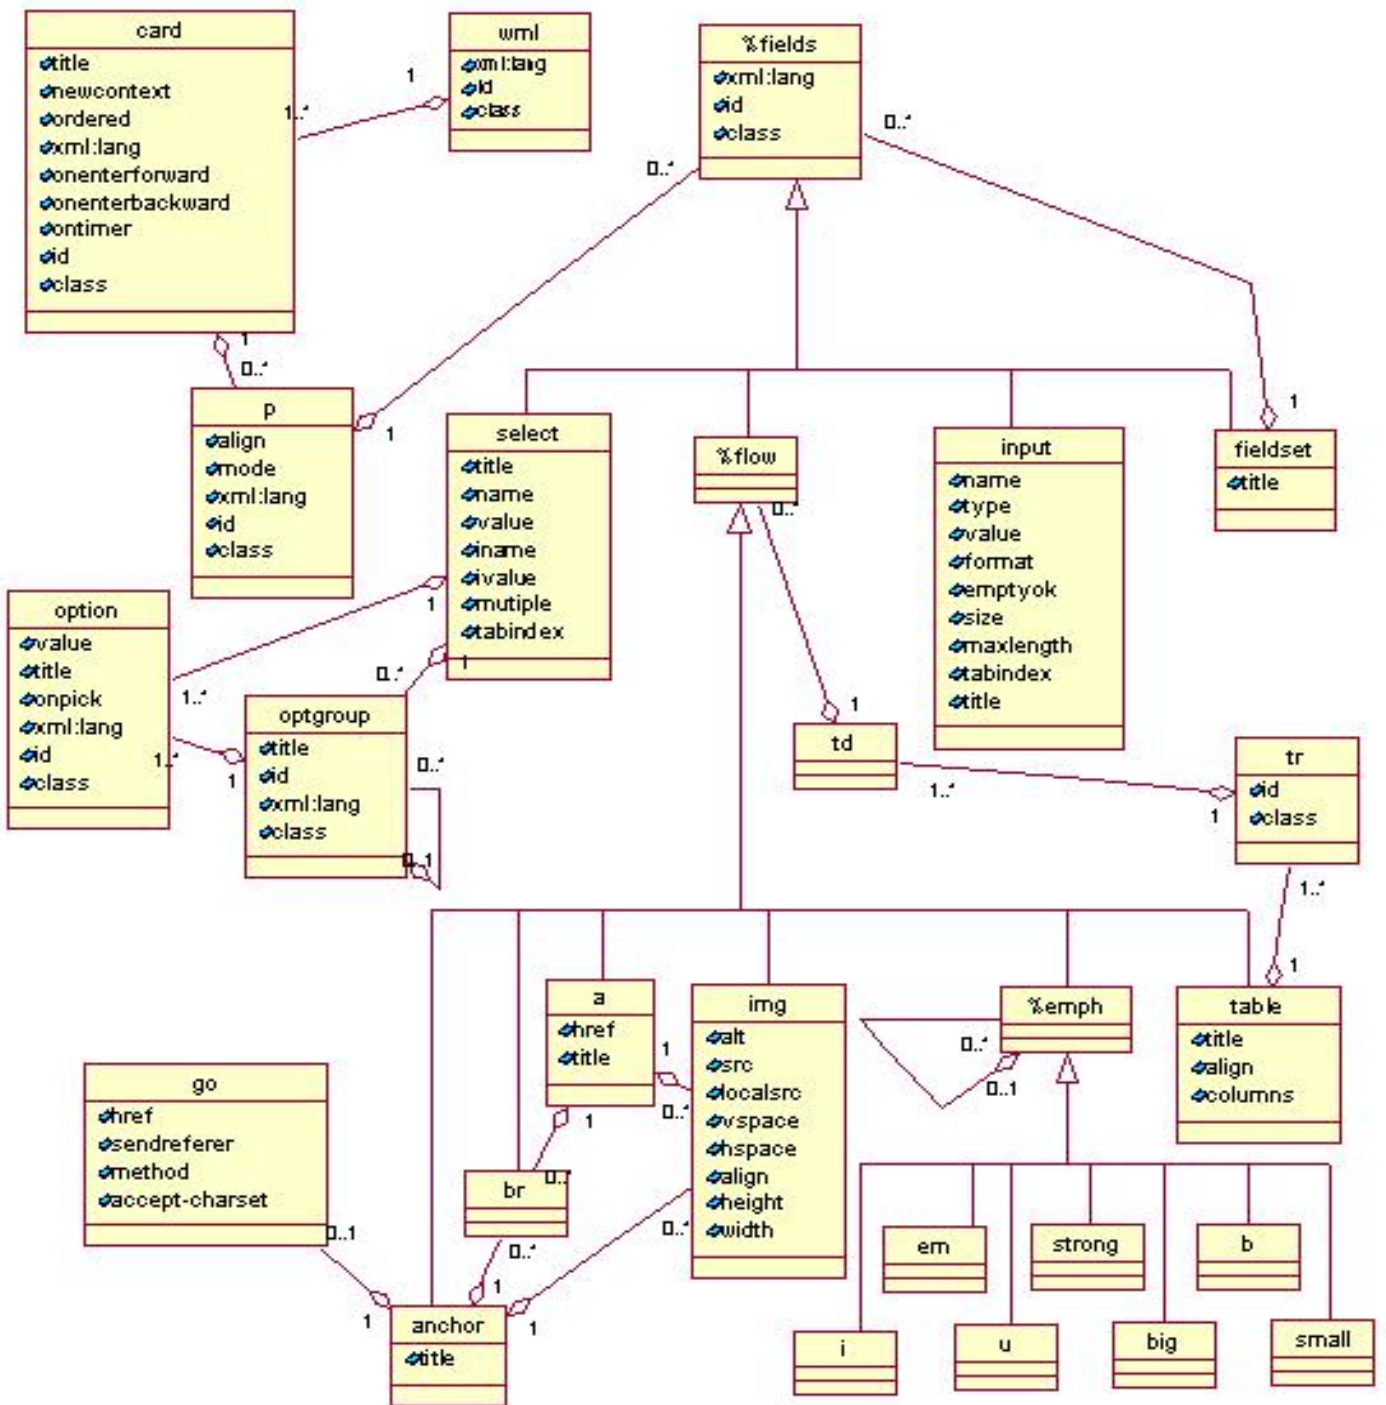 card
title
newcontext
ordered
xml:lang
onenterforward
onenterbackward
ontimer
id
class
wml
xml:lang
id
class
1
1..*
%fields
xml:lang
id
class
0..*
0..*
1
0..*
p
align
mode
xml:lang
id
class
1
select
title
name
value
iname
ivalue
mutiple
tabindex
%flow
0..*
input
name
type
value
format
emptyok
size
maxlength
tabindex
title
1
fieldset
title
option
value
title
onpick
xml:lang
id
class
1
1..*
0..*
1
1..*
1
optgroup
title
id
xml:lang
class
0..*
0..1
1
td
1..*
1
tr
id
class
1..*
1
a
href
title
1
0..*
1
0..*
img
alt
src
localsrc
vspace
hspace
align
height
width
0..*
%emph
0..*
0..1
table
title
align
columns
go
href
sendreferer
method
accept-charset
0..1
1
br
0..*
1
1
anchor
title
em
strong
b
i
u
big
small